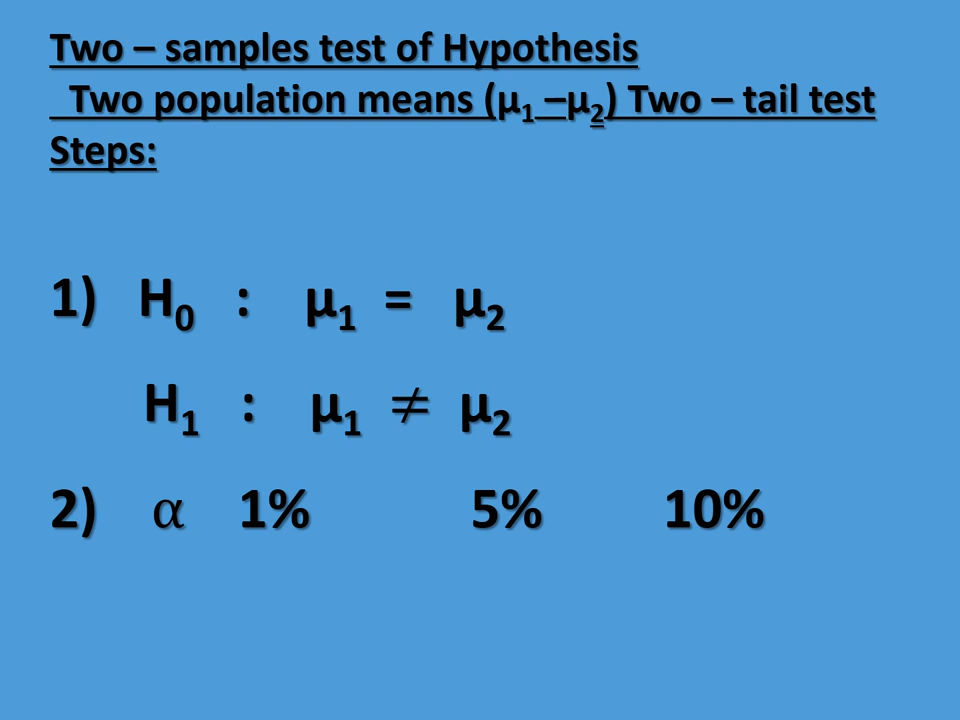 Two – samples test of Hypothesis
Two population means (µ₁ –µ₂) Two – tail test
Steps:
1) H₀ : µ₁ = µ₂
H₁ : µ₁ ≠ µ₂
2) α 1% 5% 10%